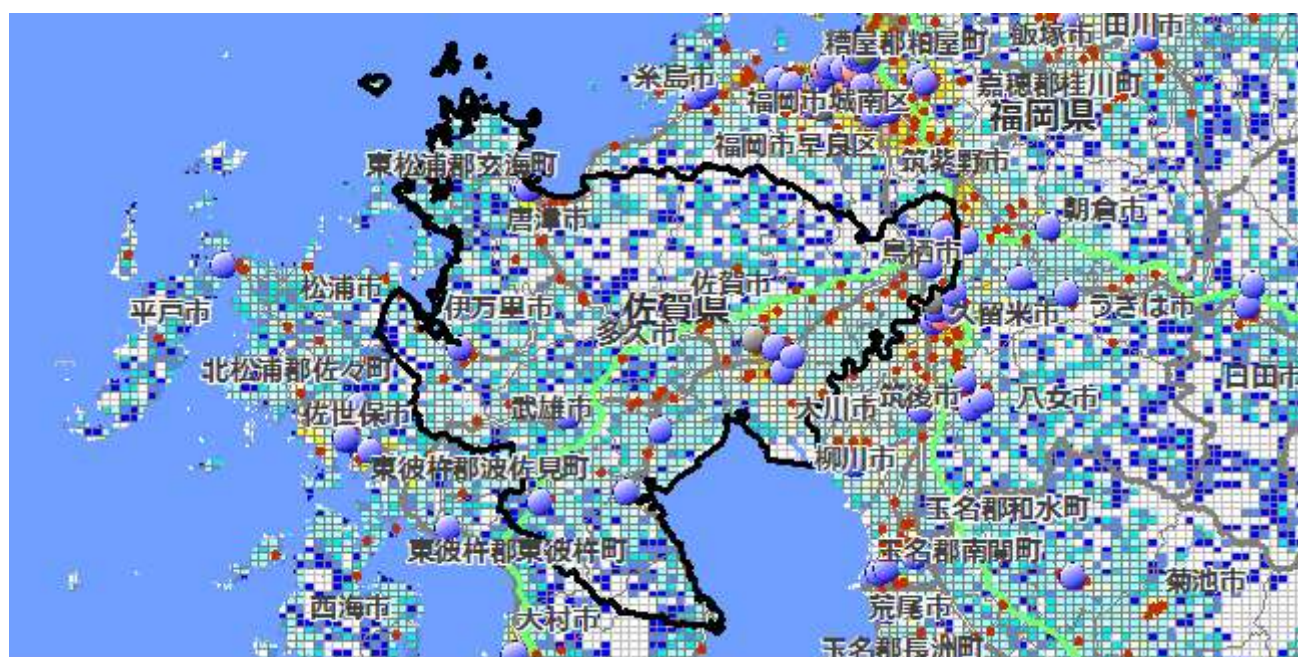 糟屋郡粕屋町
飯塚市
田川市
糸島市
福岡市城南区
嘉穂郡桂川町
福岡県
福岡市早良区
筑紫野市
東松浦郡玄海町
唐津市
朝倉市
鳥栖市
松浦市
佐賀市
平戸市
伊万里市
佐賀県
久留米市
うきは市
多久市
北松浦郡佐々町
日田市
佐世保市
武雄市
大川市
筑後市
八女市
東彼杵郡波佐見町
柳川市
玉名郡和水町
東彼杵郡東彼杵町
玉名郡南関町
菊池市
西海市
大村市
荒尾市
玉名郡長洲町